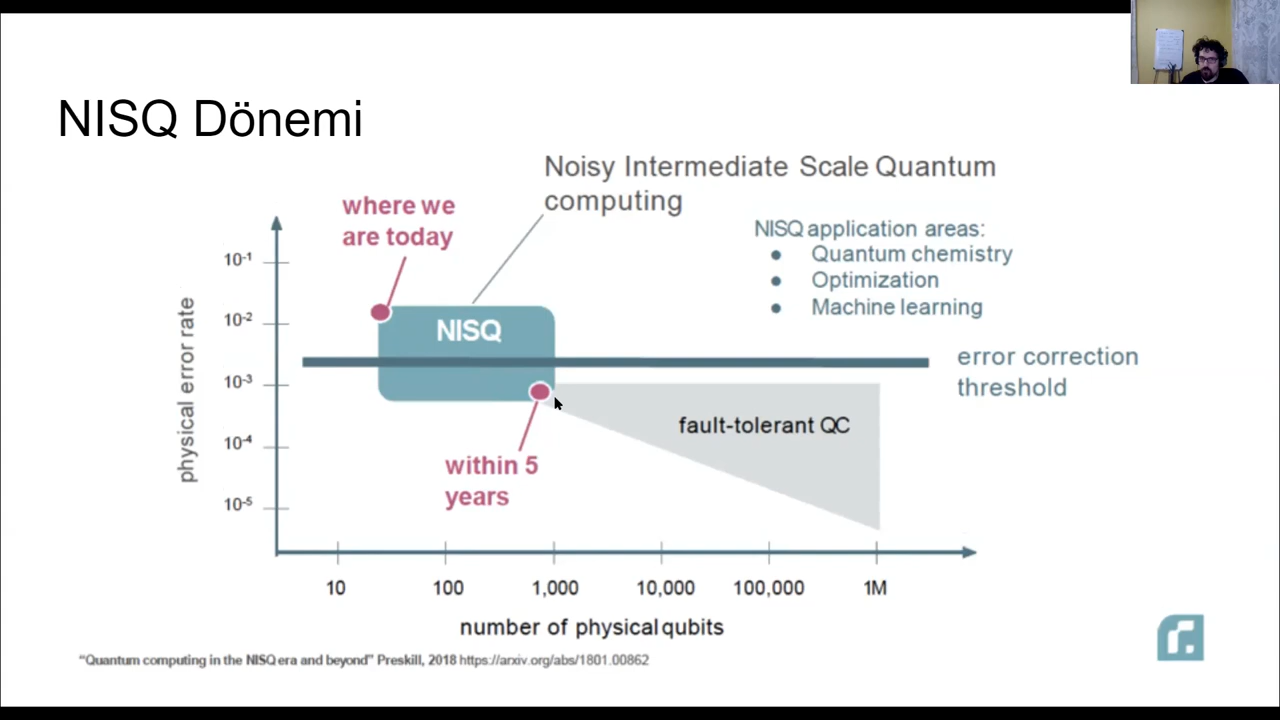 NISQ Dönemi
Noisy Intermediate Scale Quantum
computing
where we
are today
NISQ application areas:
● Quantum chemistry
● Optimization
● Machine learning
NISQ
error correction
threshold
fault-tolerant QC
within 5
years
physical error rate
10-1
10-2
10-3
10-4
10-5
10 100 1,000 10,000 100,000 1M
number of physical qubits
"Quantum computing in the NISQ era and beyond" Preskill, 2018 https://arxiv.org/abs/1801.00862
r.